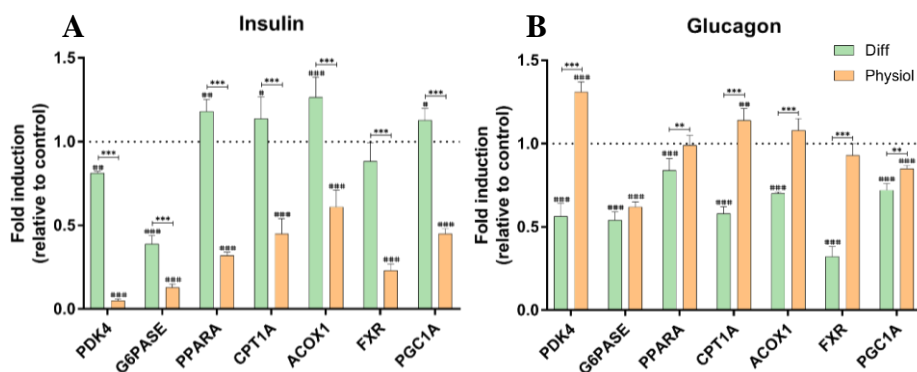 A
Insulin
Fold induction
(relative to control)
1.5
1.0
0.5
0.0
***
##
###
***
###
###
##
***
###
#
***
###
###
***
###
***
###
#
***
###
PDK4
G6PASE
PPARA
CPT1A
ACOX1
FXR
PGC1A
B
Glucagon
Diff
Physiol
Fold induction
(relative to control)
1.5
1.0
0.5
0.0
***
###
###
###
###
**
###
***
##
###
***
###
***
###
**
###
###
PDK4
G6PASE
PPARA
CPT1A
ACOX1
FXR
PGC1A